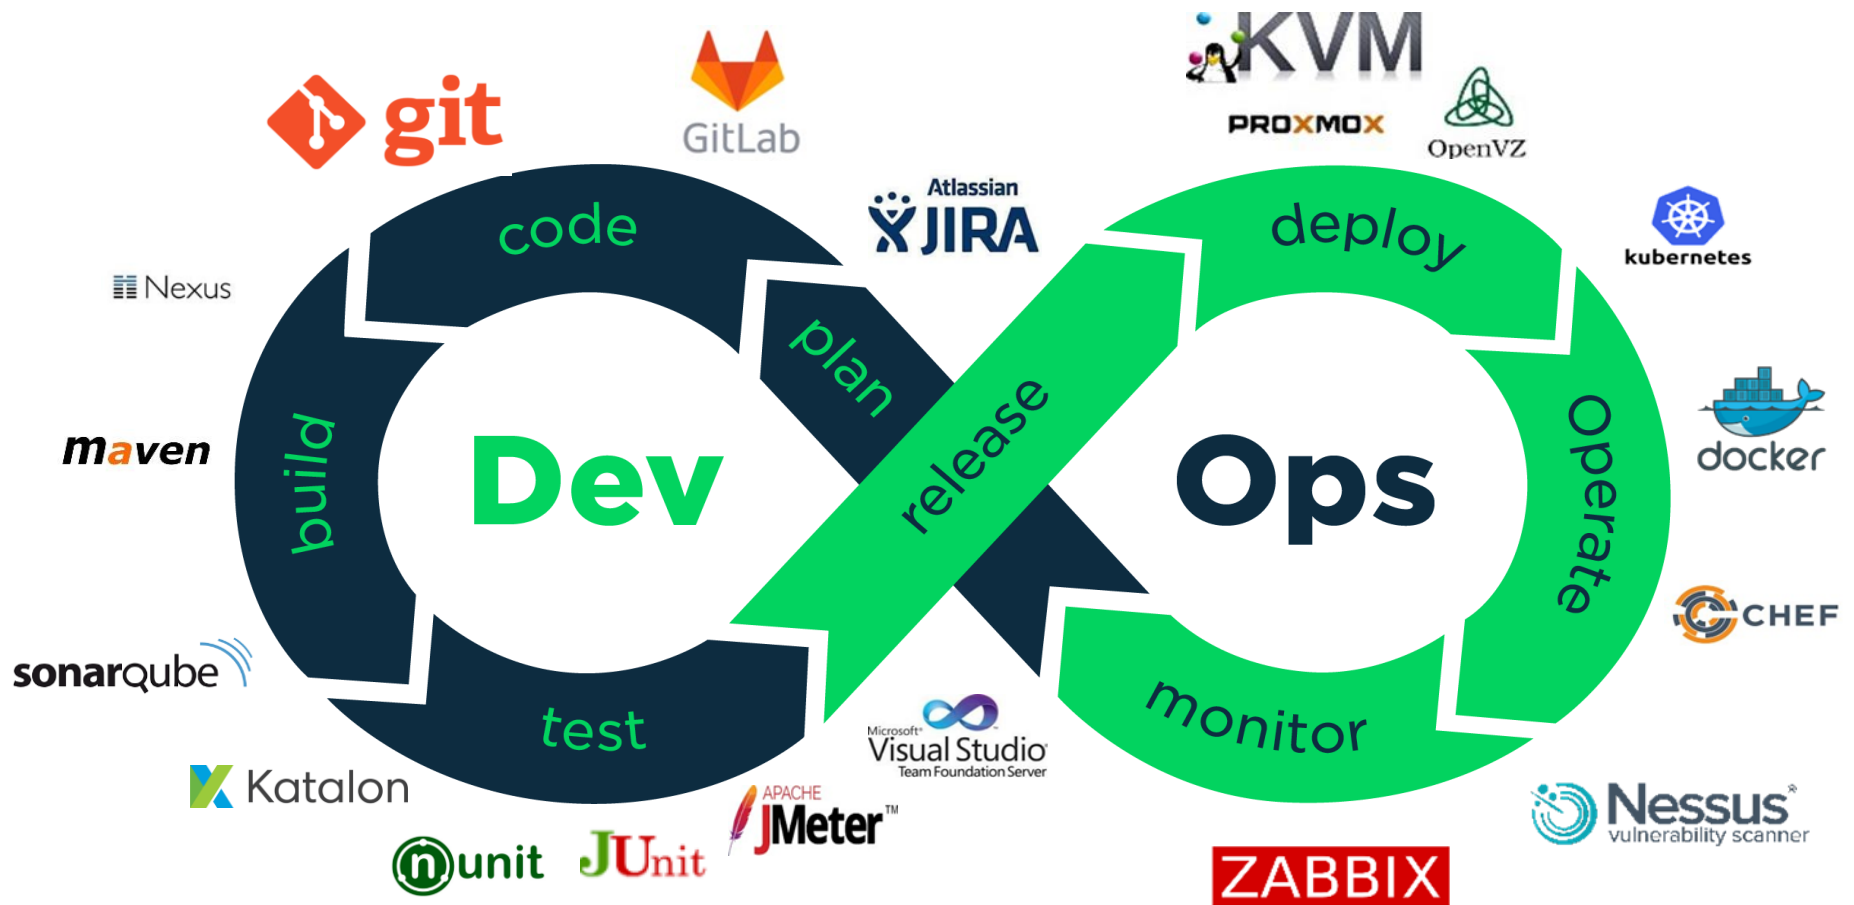 KVM
git
GitLab
PROXMOX
OpenVZ
Atlassian
JIRA
code
deploy
kubernetes
Nexus
plan
build
release
Operate
maven
Dev
Ops
docker
CHEF
sonarqube
test
monitor
Microsoft®
Visual Studio®
Team Foundation Server
Katalon
APACHE
JMeter™
nunit
JUnit
Nessus®
vulnerability scanner
ZABBIX